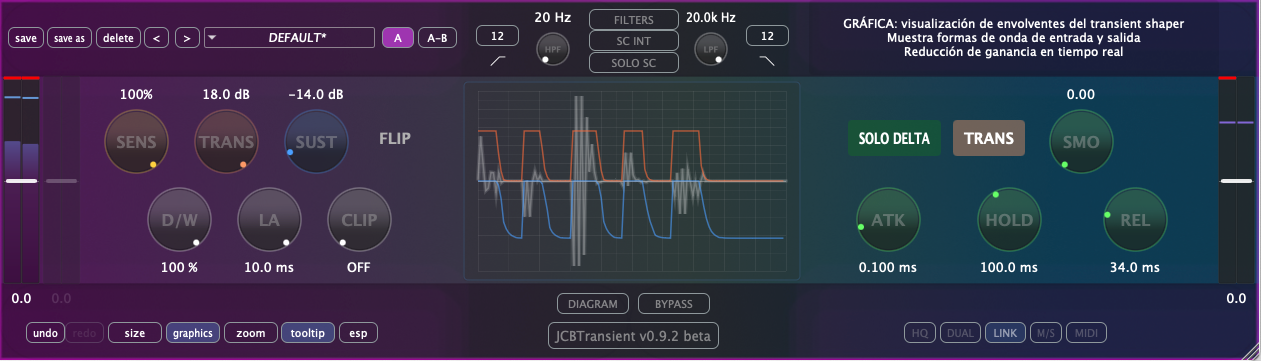 save save as delete < > DEFAULT* A A-B
20 Hz 20.0k Hz
12 HPF FILTERS LPF 12
SC INT
SOLO SC
GRÁFICA: visualización de envolventes del transient shaper
Muestra formas de onda de entrada y salida
Reducción de ganancia en tiempo real
100% 18.0 dB -14.0 dB
SENS TRANS SUST FLIP
D/W LA CLIP
100 % 10.0 ms OFF
0.00
SOLO DELTA TRANS SMO
ATK HOLD REL
0.100 ms 100.0 ms 34.0 ms
0.0 0.0
0.0
DIAGRAM BYPASS
undo redo size graphics zoom tooltip esp
JCBTransient v0.9.2 beta
HQ DUAL LINK M/S MIDI